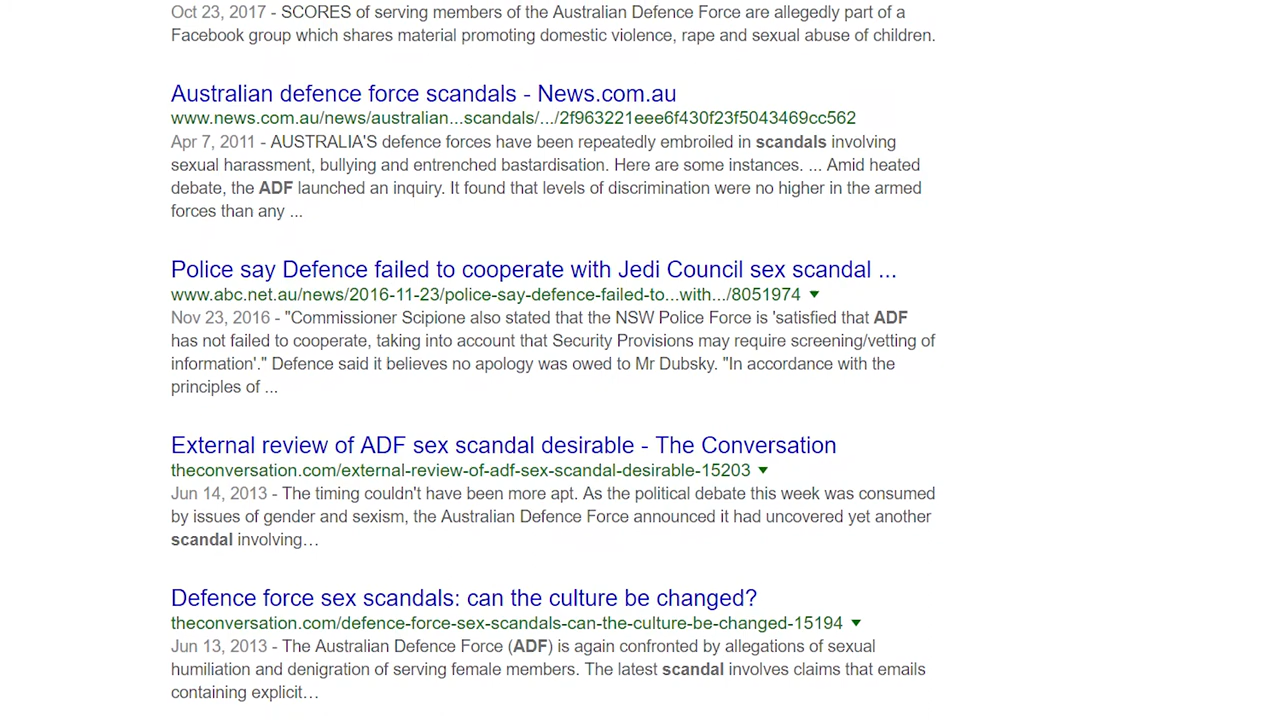 Oct 23, 2017 - SCORES of serving members of the Australian Defence Force are allegedly part of a
Facebook group which shares material promoting domestic violence, rape and sexual abuse of children.
Australian defence force scandals - News.com.au
www.news.com.au/news/australian...scandals/.../2f963221eee6f430f23f5043469cc562
Apr 7, 2011 - AUSTRALIA'S defence forces have been repeatedly embroiled in scandals involving
sexual harassment, bullying and entrenched bastardisation. Here are some instances. ... Amid heated
debate, the ADF launched an inquiry. It found that levels of discrimination were no higher in the armed
forces than any ...
Police say Defence failed to cooperate with Jedi Council sex scandal ...
www.abc.net.au/news/2016-11-23/police-say-defence-failed-to...with.../8051974
Nov 23, 2016 - "Commissioner Scipione also stated that the NSW Police Force is 'satisfied that ADF
has not failed to cooperate, taking into account that Security Provisions may require screening/vetting of
information'." Defence said it believes no apology was owed to Mr Dubsky. "In accordance with the
principles of ...
External review of ADF sex scandal desirable - The Conversation
theconversation.com/external-review-of-adf-sex-scandal-desirable-15203
Jun 14, 2013 - The timing couldn't have been more apt. As the political debate this week was consumed
by issues of gender and sexism, the Australian Defence Force announced it had uncovered yet another
scandal involving…
Defence force sex scandals: can the culture be changed?
theconversation.com/defence-force-sex-scandals-can-the-culture-be-changed-15194
Jun 13, 2013 - The Australian Defence Force (ADF) is again confronted by allegations of sexual
humiliation and denigration of serving female members. The latest scandal involves claims that emails
containing explicit…